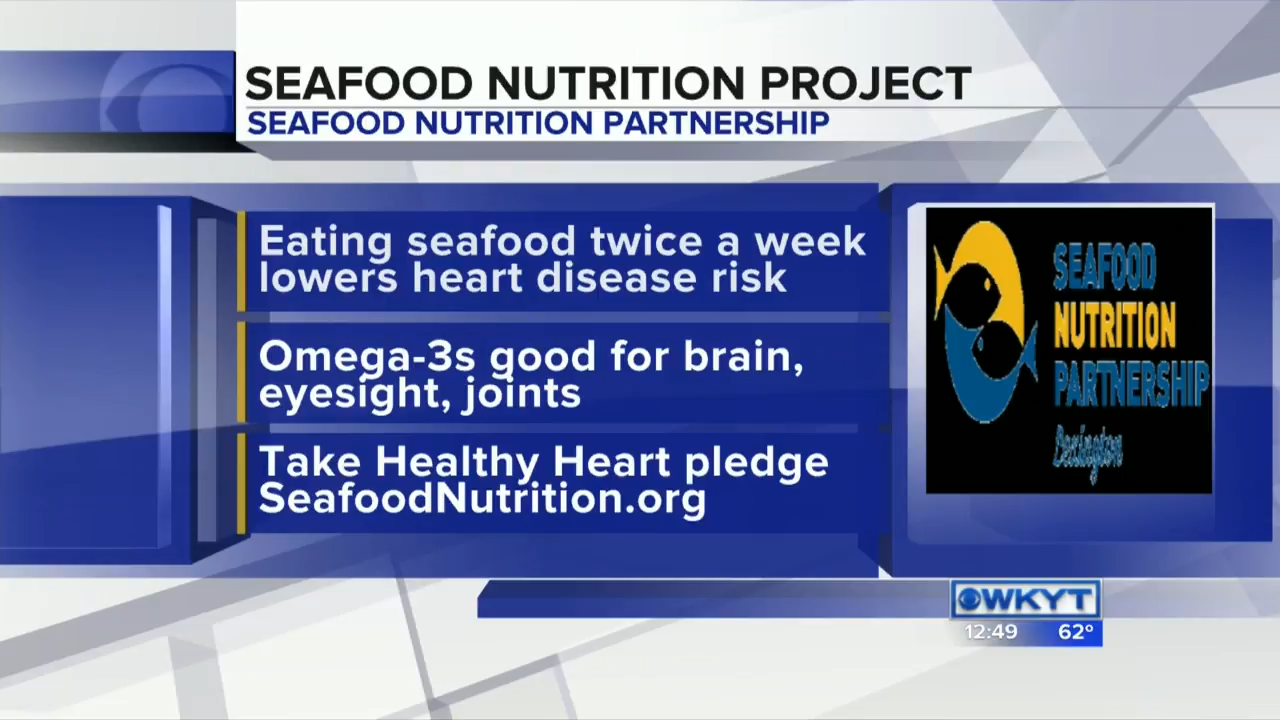 SEAFOOD NUTRITION PROJECT
SEAFOOD NUTRITION PARTNERSHIP
Eating seafood twice a week
lowers heart disease risk
Omega-3s good for brain,
eyesight, joints
Take Healthy Heart pledge
SeafoodNutrition.org
SEAFOOD
NUTRITION
PARTNERSHIP
Lexington
WKYT
12:49 62°